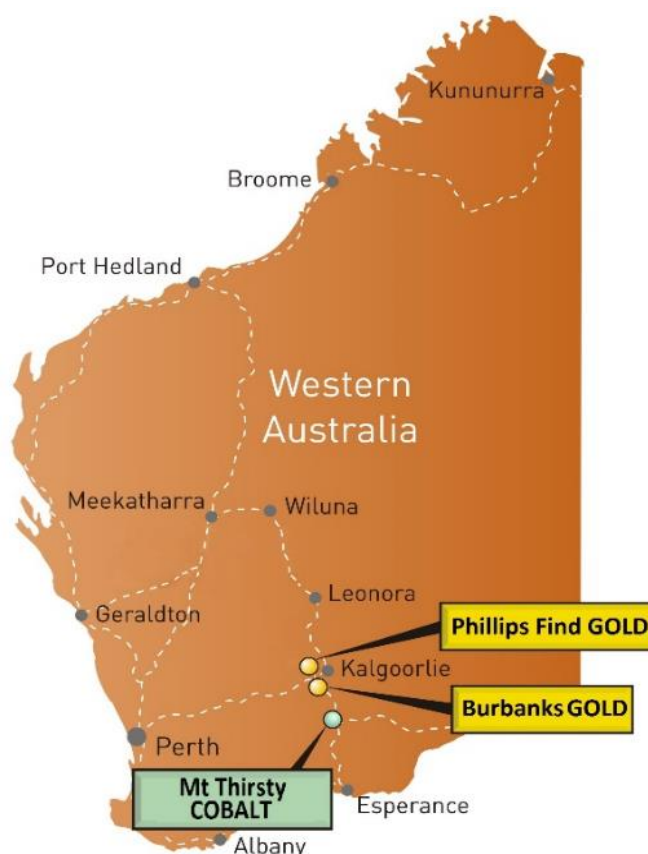 Kununurra
Broome
Port Hedland
Western
Australia
Meekatharra
Wiluna
Leonora
Geraldton
Phillips Find GOLD
Kalgoorlie
Burbanks GOLD
Perth
Mt Thirsty
COBALT
Esperance
Albany